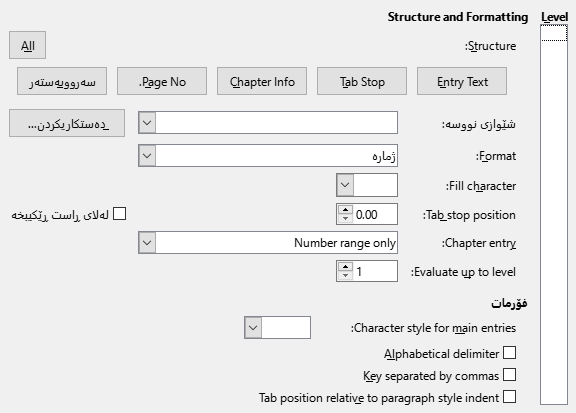 Level
Structure and Formatting
Structure:
All
Entry Text
Tab Stop
Chapter Info
Page No.
سەروویەستەر
شێوازی نووسە:
دەستکاریکردن...
Format:
ژمارە
Fill character:
Tab stop position:
0.00
لەلای ڕاست ڕێکیبخە
Chapter entry:
Number range only
Evaluate up to level:
1
فۆرمات
Character style for main entries:
Alphabetical delimiter
Key separated by commas
Tab position relative to paragraph style indent